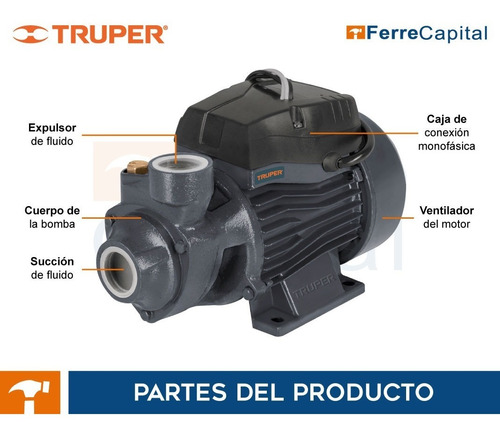 TRUPER®
FerreCapital
Expulsor
de fluido
Caja de
conexión
monofásica
TRUPER®
Cuerpo de
la bomba
Ventilador
del motor
Succión
de fluido
TRUPER
PARTES DEL PRODUCTO